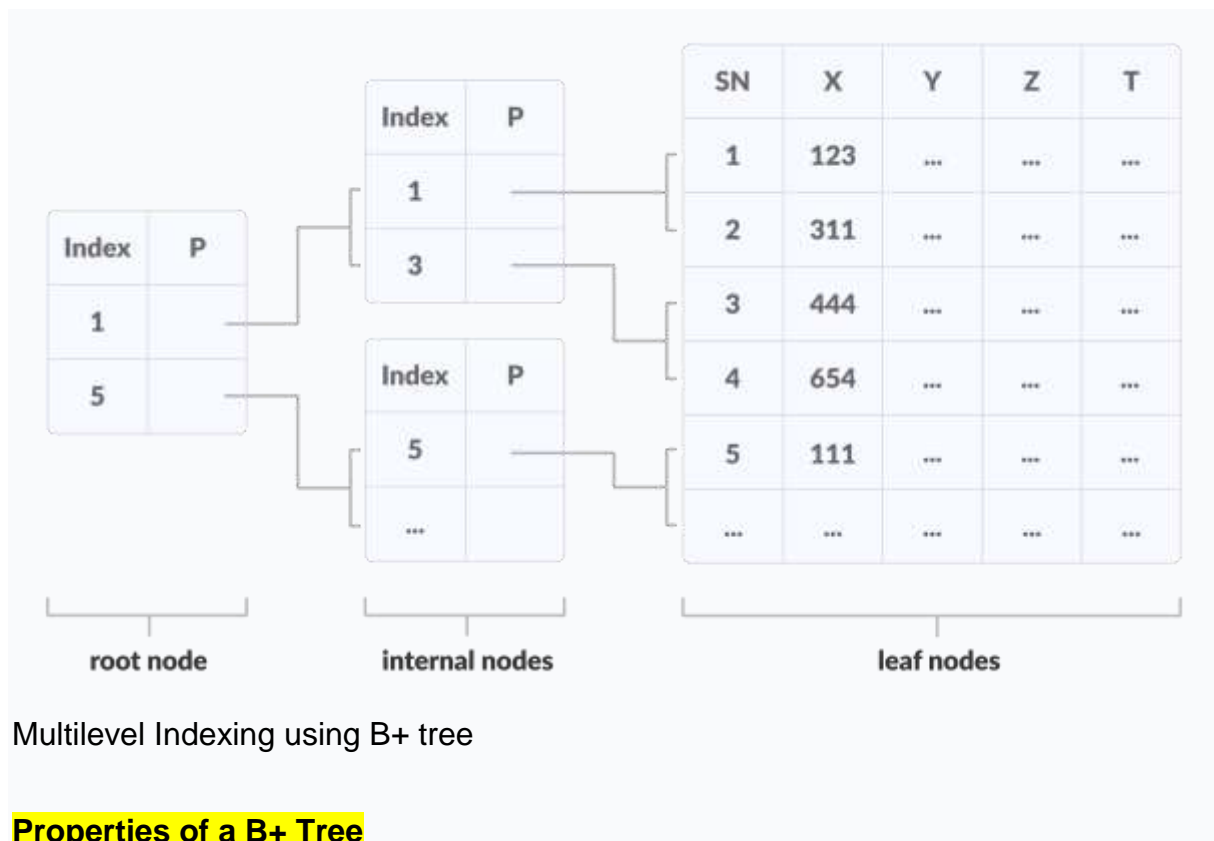 SN X Y Z T
Index P
1 123 ... ... ...
1
2 311 ... ... ...
Index P
3
3 444 ... ... ...
1
4 654 ... ... ...
Index P
5
5 111 ... ... ...
5
... ... ... ... ...
...
root node internal nodes leaf nodes
Multilevel Indexing using B+ tree
Properties of a B+ Tree